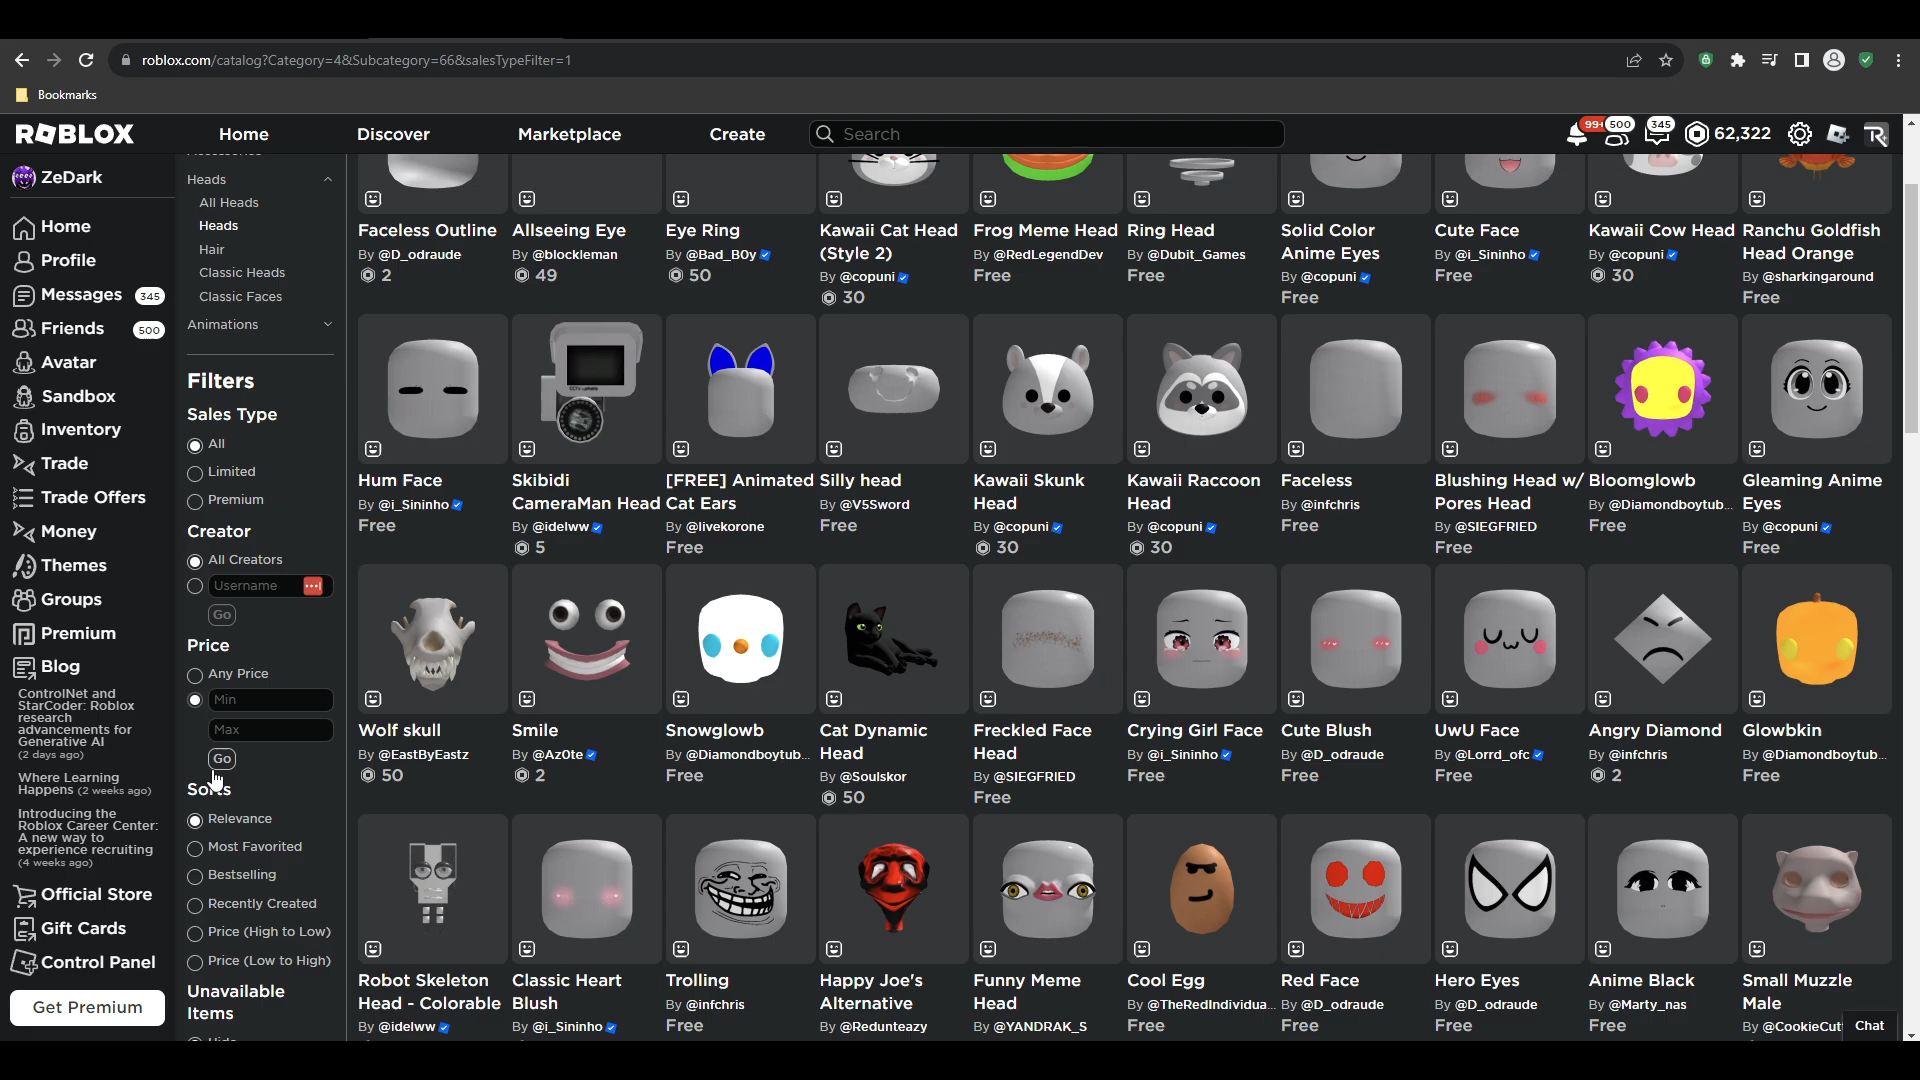 roblox.com/catalog?Category=4&Subcategory=66&salesTypeFilter=1
Bookmarks
ROBLOX
Home
Discover
Marketplace
Create
Search
99+
500
345
62,322
ZeDark
Home
Profile
Messages 345
Friends 500
Avatar
Sandbox
Inventory
Trade
Trade Offers
Money
Themes
Groups
Premium
Blog
ControlNet and
StarCoder: Roblox
research
advancements for
Generative AI
(2 days ago)
Where Learning
Happens (2 weeks ago)
Introducing the
Roblox Career Center:
A new way to
experience recruiting
(4 weeks ago)
Official Store
Gift Cards
Control Panel
Get Premium
Heads
All Heads
Heads
Hair
Classic Heads
Classic Faces
Animations
Filters
Sales Type
All
Limited
Premium
Creator
All Creators
Username
Go
Price
Any Price
Min
Max
Go
Sorts
Relevance
Most Favorited
Bestselling
Recently Created
Price (High to Low)
Price (Low to High)
Unavailable
Items
Faceless Outline
By @D_odraude
2
Allseeing Eye
By @blockleman
49
Eye Ring
By @Bad_B0y
50
Kawaii Cat Head
(Style 2)
By @copuni
30
Frog Meme Head
By @RedLegendDev
Free
Ring Head
By @Dubit_Games
Free
Solid Color
Anime Eyes
By @copuni
Free
Cute Face
By @i_Sininho
Free
Kawaii Cow Head
By @copuni
30
Ranchu Goldfish
Head Orange
By @sharkingaround
Free
Hum Face
By @i_Sininho
Free
Skibidi
CameraMan Head
By @idelww
5
[FREE] Animated
Cat Ears
By @livekorone
Free
Silly head
By @V5Sword
Free
Kawaii Skunk
Head
By @copuni
30
Kawaii Raccoon
Head
By @copuni
30
Faceless
By @infchris
Free
Blushing Head w/
Pores Head
By @SIEGFRIED
Free
Bloomglowb
By @Diamondboytub...
Free
Gleaming Anime
Eyes
By @copuni
Free
Wolf skull
By @EastByEastz
50
Smile
By @Az0te
2
Snowglowb
By @Diamondboytub...
Free
Cat Dynamic
Head
By @Soulskor
50
Freckled Face
Head
By @SIEGFRIED
Free
Crying Girl Face
By @i_Sininho
Free
Cute Blush
By @D_odraude
Free
UwU Face
By @Lorrd_ofc
Free
Angry Diamond
By @infchris
2
Glowbkin
By @Diamondboytub...
Free
Robot Skeleton
Head - Colorable
By @idelww
Classic Heart
Blush
By @i_Sininho
Trolling
By @infchris
Free
Happy Joe's
Alternative
By @Redunteazy
Funny Meme
Head
By @YANDRAK_S
Cool Egg
By @TheRedIndividua...
Free
Red Face
By @D_odraude
Free
Hero Eyes
By @D_odraude
Free
Anime Black
By @Marty_nas
Free
Small Muzzle
Male
By @CookieCut
Chat